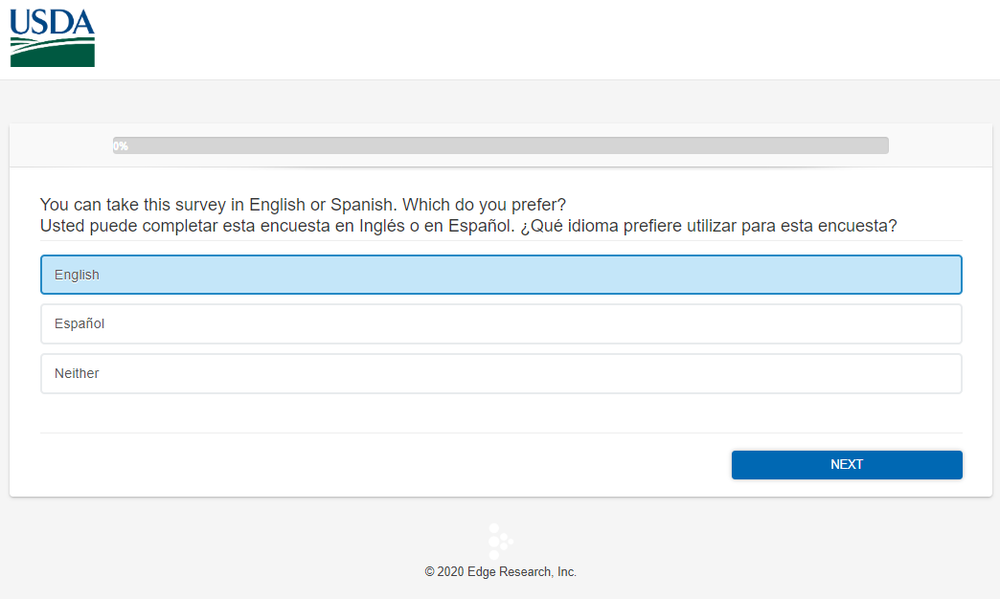 USDA
0%
You can take this survey in English or Spanish. Which do you prefer?
Usted puede completar esta encuesta en Inglés o en Español. ¿Qué idioma prefiere utilizar para esta encuesta?
English
Español
Neither
NEXT
© 2020 Edge Research, Inc.